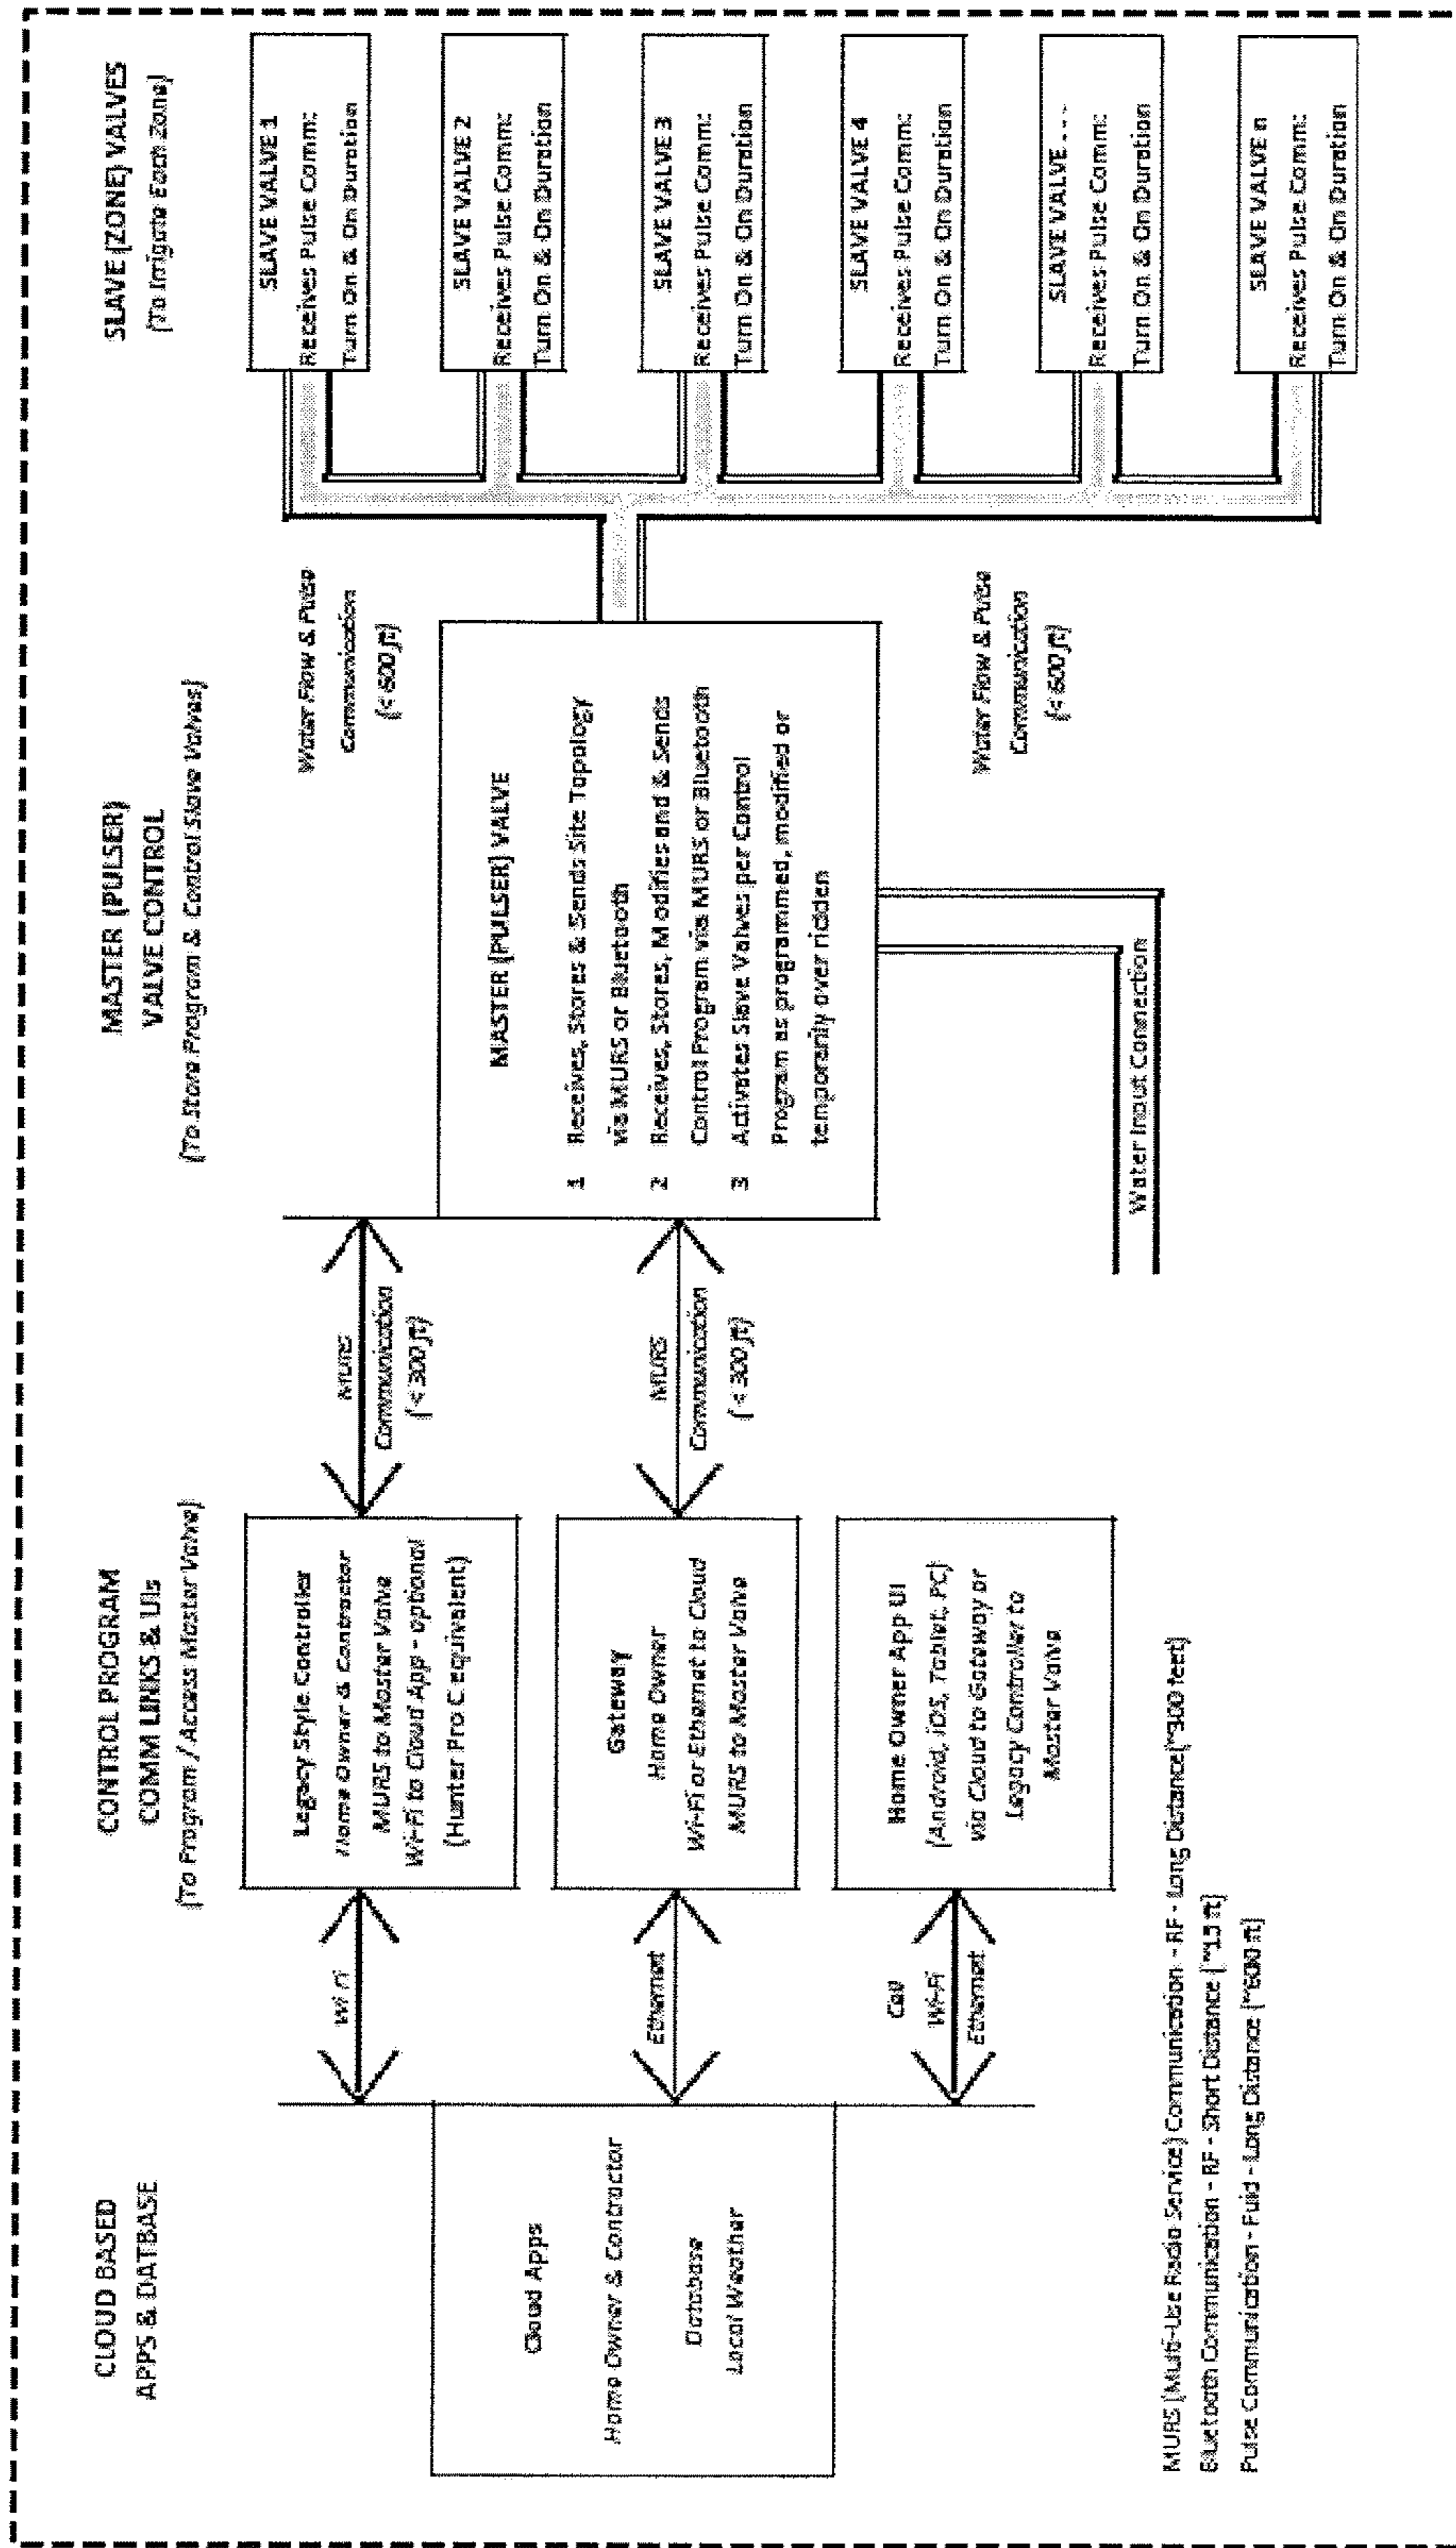 CLOUD BASED
APPS & DATBASE
Cloud Apps
Home Owner & Contractor
Database
Local Weather
Wi Fi
Ethernet
Cell
Wi-Fi
Ethernet
CONTROL PROGRAM
COMM LINKS & UIs
(To Program / Access Master Valve)
Legacy Style Controller
Home Owner & Contractor
MURS to Master Valve
Wi-Fi to Cloud App - optional
(Hunter Pro C equivalent)
Gateway
Home Owner
Wi-Fi or Ethernet to Cloud
MURS to Master Valve
Home Owner App UI
(Android, iOS, Tablet, PC)
via Cloud to Gateway or
Legacy Controller to
Master Valve
MURS
Communication
(< 300 ft)
MURS
Communication
(< 300 ft)
MASTER (PULSER)
VALVE CONTROL
(To Store Program & Control Slave Valves)
MASTER (PULSER) VALVE
1 Receives, Stores & Sends Site Topology
via MURS or Bluetooth
2 Receives, Stores, Modifies and & Sends
Control Program via MURS or Bluetooth
3 Activates Slave Valves per Control
Program as programmed, modified or
temporarily over ridden
Water Input Connection
Water Flow & Pulse
Communication
(< 600 ft)
Water Flow & Pulse
Communication
(< 600 ft)
SLAVE (ZONE) VALVES
(To Irrigate Each Zone)
SLAVE VALVE 1
Receives Pulse Comm:
Turn On & On Duration
SLAVE VALVE 2
Receives Pulse Comm:
Turn On & On Duration
SLAVE VALVE 3
Receives Pulse Comm:
Turn On & On Duration
SLAVE VALVE 4
Receives Pulse Comm:
Turn On & On Duration
SLAVE VALVE ...
Receives Pulse Comm:
Turn On & On Duration
SLAVE VALVE n
Receives Pulse Comm:
Turn On & On Duration
MURS (Multi-Use Radio Service) Communication - RF - Long Distance (~300 feet)
Bluetooth Communication - RF - Short Distance (~15 ft)
Pulse Communication - Fuid - Long Distance (~600 ft)